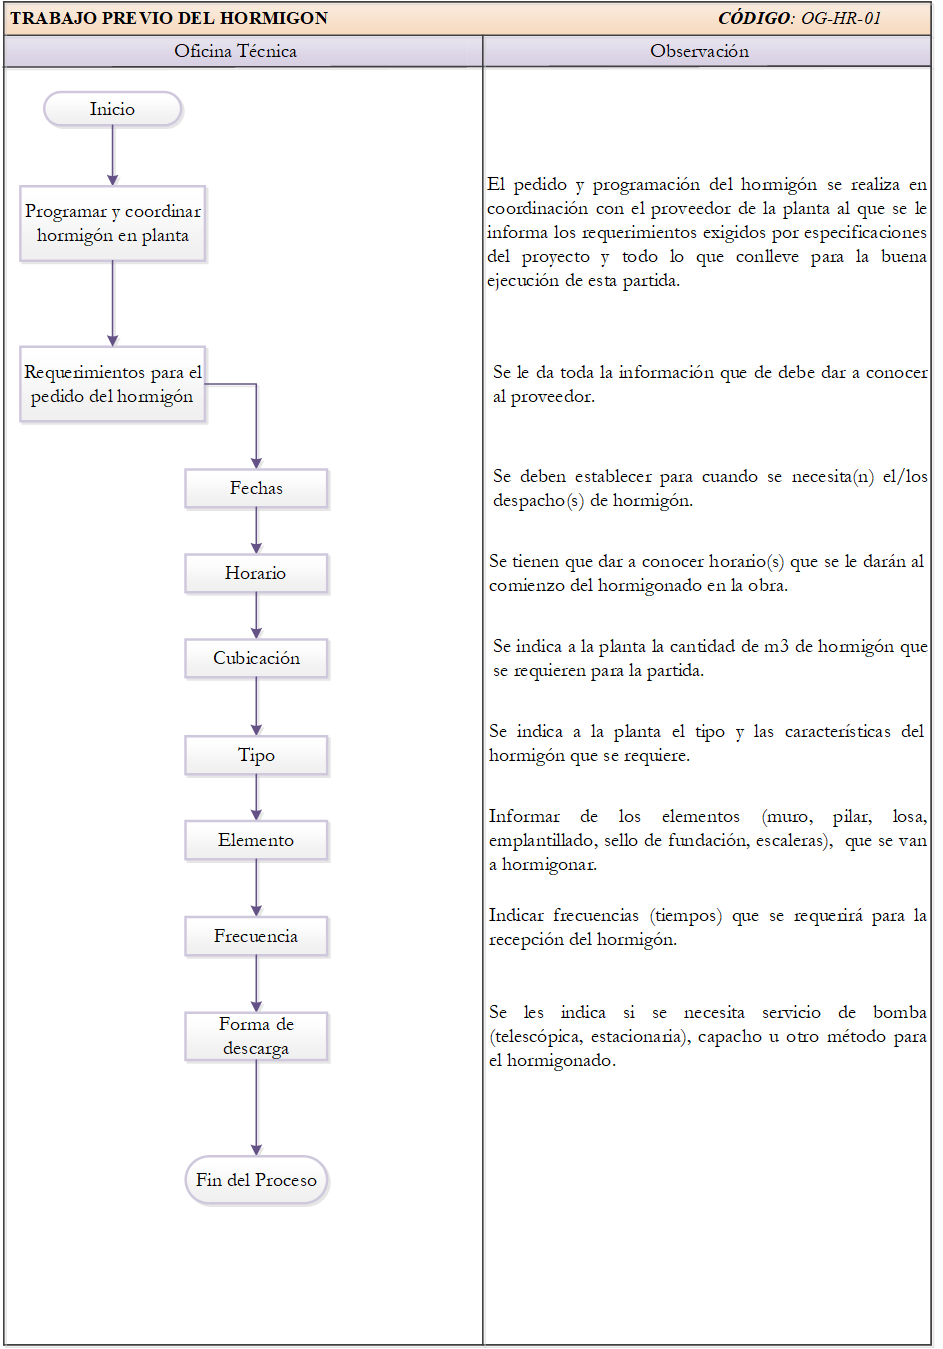 TRABAJO PREVIO DEL HORMIGON CÓDIGO: OG-HR-01
Oficina Técnica Observación
Inicio
Programar y coordinar
hormigón en planta
El pedido y programación del hormigón se realiza en
coordinación con el proveedor de la planta al que se le
informa los requerimientos exigidos por especificaciones
del proyecto y todo lo que conlleve para la buena
ejecución de esta partida.
Requerimientos para el
pedido del hormigón
Se le da toda la información que de debe dar a conocer
al proveedor.
Fechas
Se deben establecer para cuando se necesita(n) el/los
despacho(s) de hormigón.
Horario
Se tienen que dar a conocer horario(s) que se le darán al
comienzo del hormigonado en la obra.
Cubicación
Se indica a la planta la cantidad de m3 de hormigón que
se requieren para la partida.
Tipo
Se indica a la planta el tipo y las características del
hormigón que se requiere.
Elemento
Informar de los elementos (muro, pilar, losa,
emplantillado, sello de fundación, escaleras), que se van
a hormigonar.
Frecuencia
Indicar frecuencias (tiempos) que se requerirá para la
recepción del hormigón.
Forma de
descarga
Se les indica si se necesita servicio de bomba
(telescópica, estacionaria), capacho u otro método para
el hormigonado.
Fin del Proceso